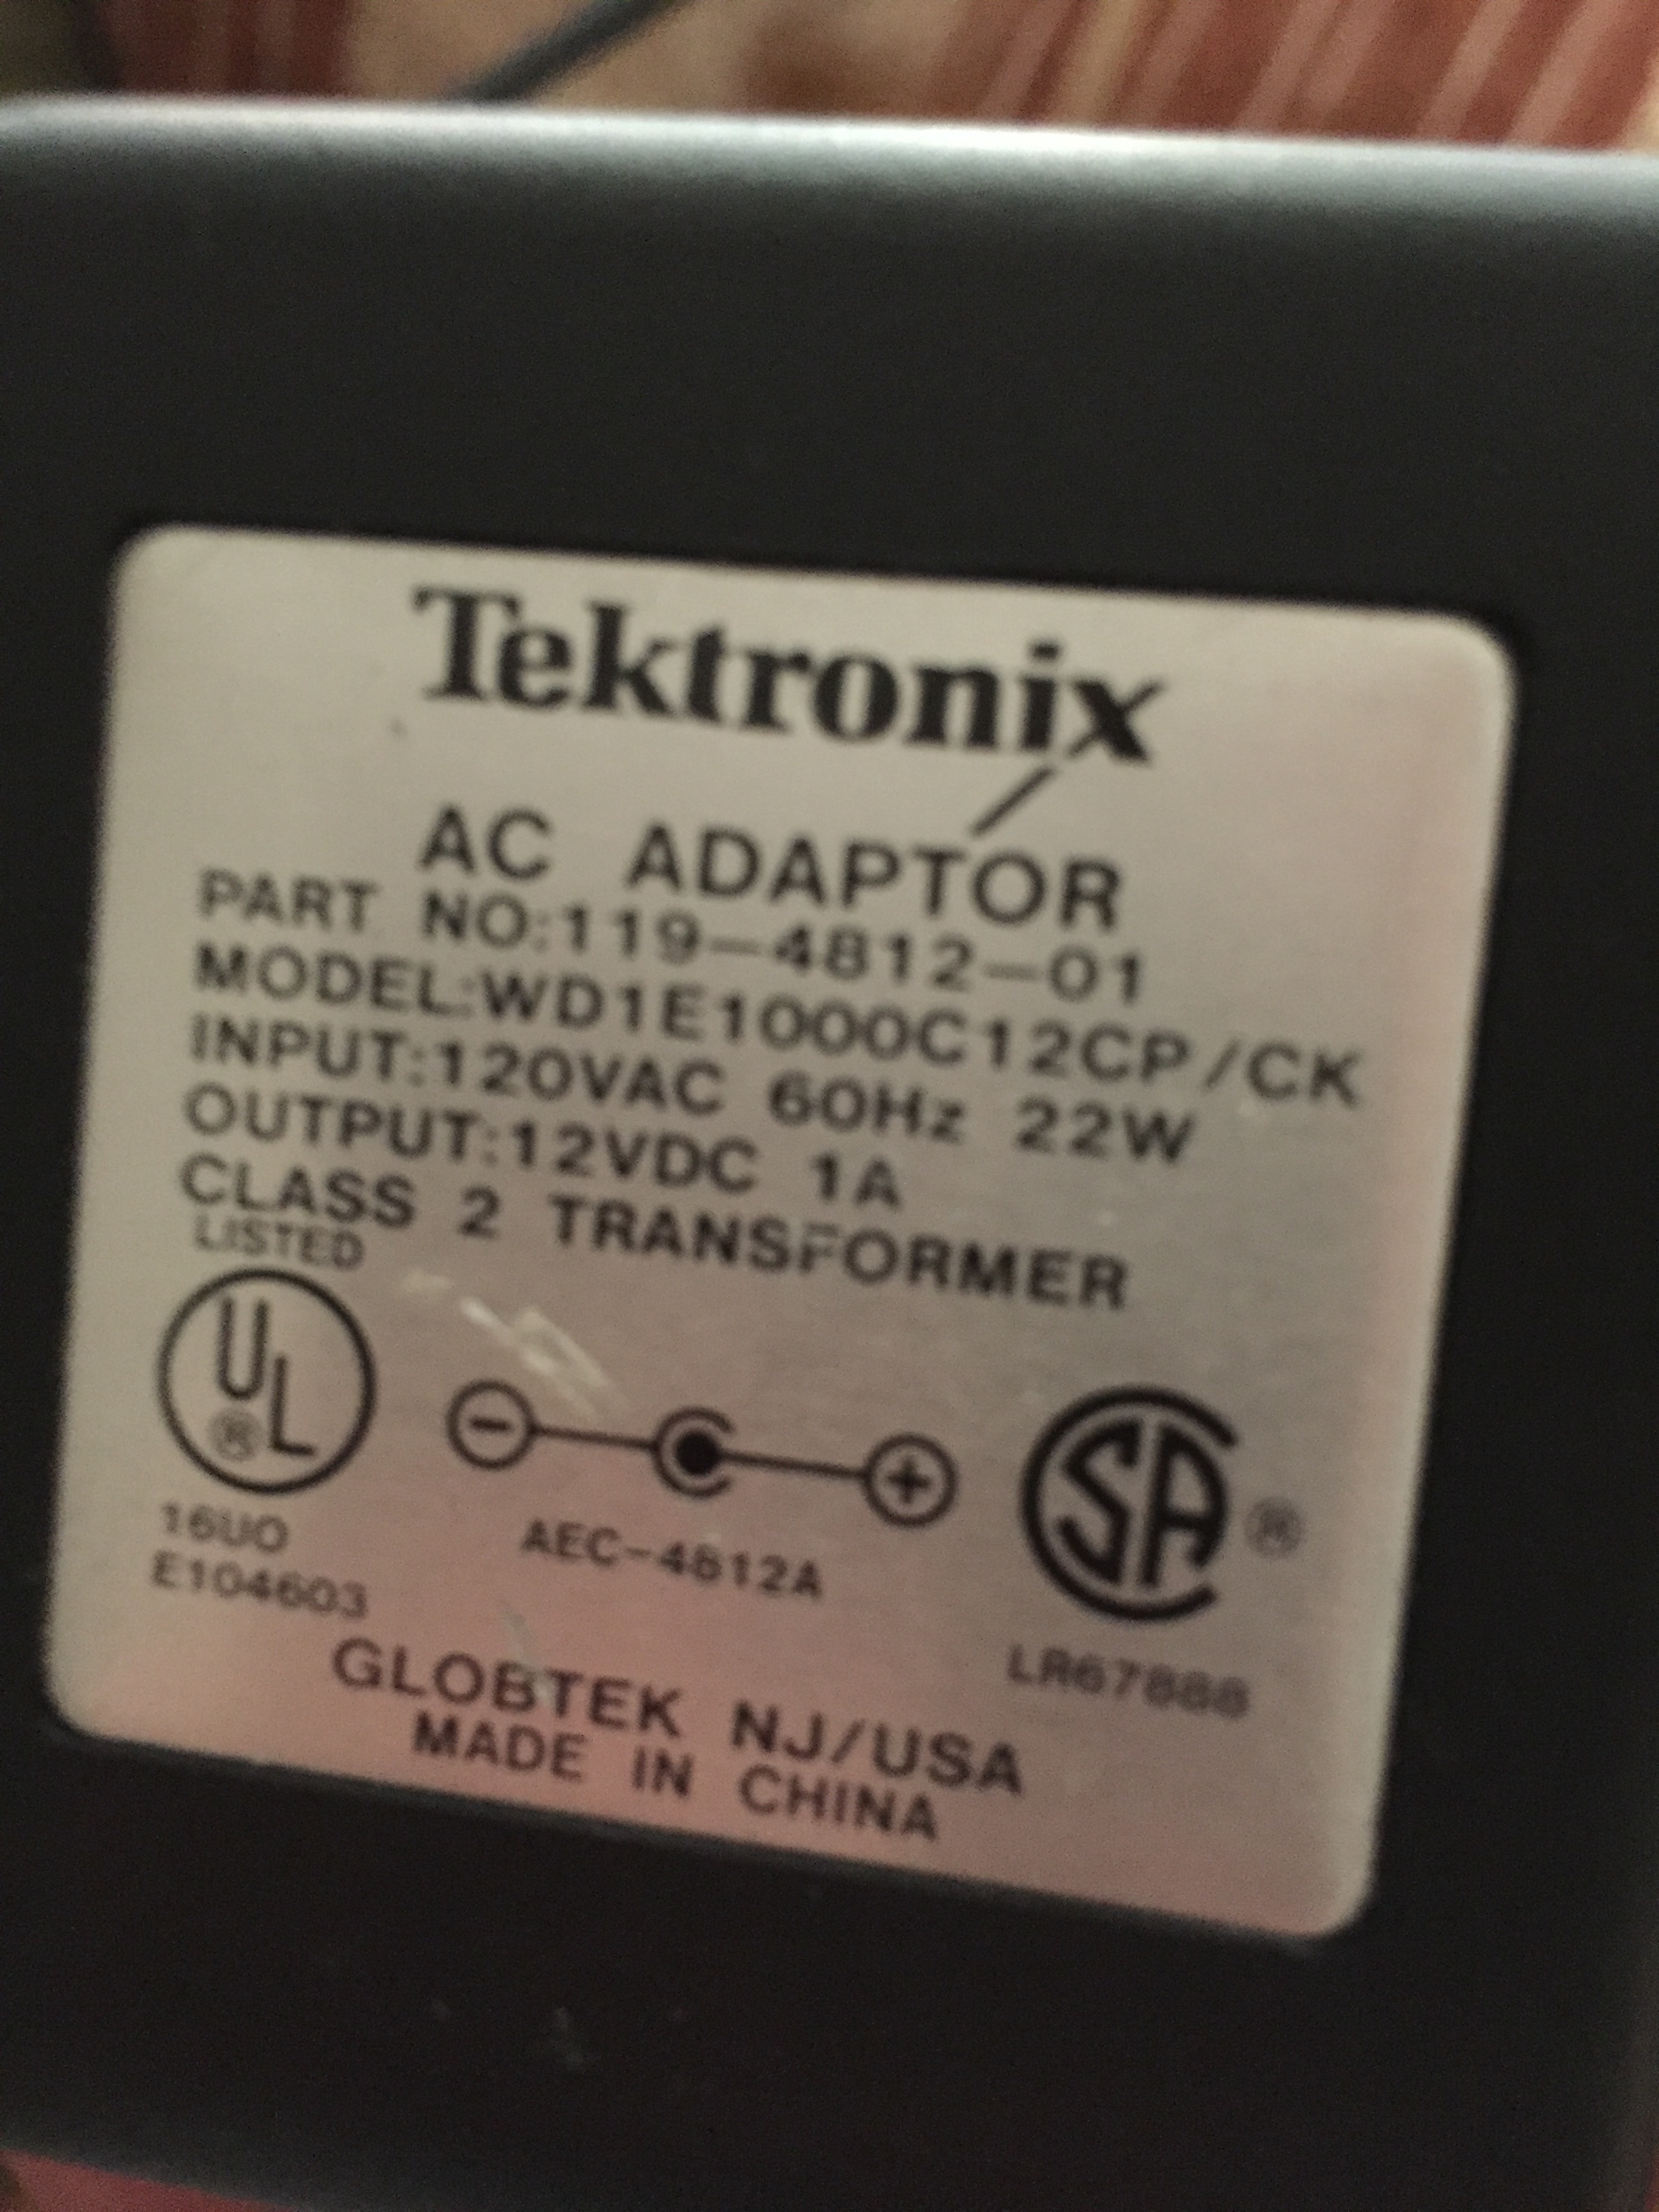 Tektronix
AC ADAPTOR
PART NO:119-4812-01
MODEL:WD1E1000C12CP/CK
INPUT:120VAC 60Hz 22W
OUTPUT:12VDC 1A
CLASS 2 TRANSFORMER
LISTED
UL
®
16UO
E104603
AEC-4812A
SA ®
LR67888
GLOBTEK NJ/USA
MADE IN CHINA